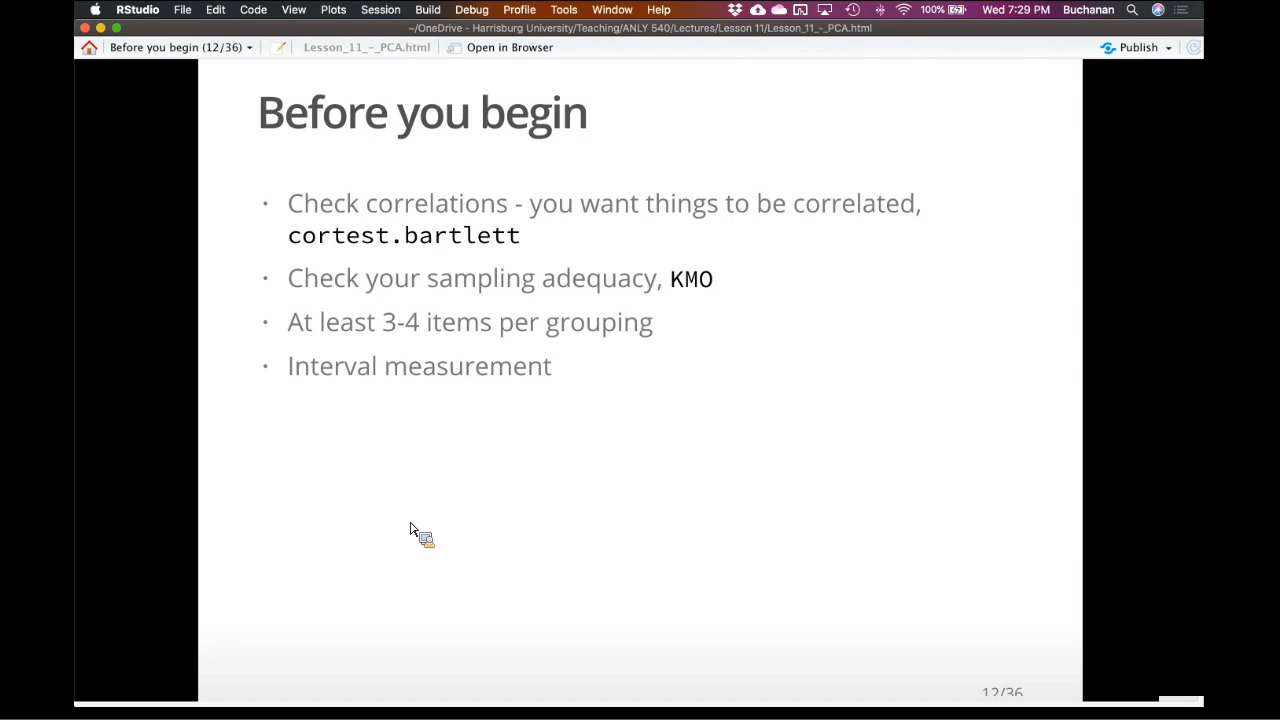 RStudio File Edit Code View Plots Session Build Debug Profile Tools Window Help 100% Wed 7:29 PM Buchanan
~/OneDrive - Harrisburg University/Teaching/ANLY 540/Lectures/Lesson 11/Lesson_11_-_PCA.html
Before you begin (12/36) Lesson_11_-_PCA.html Open in Browser Publish
Before you begin
· Check correlations - you want things to be correlated,
cortest.bartlett
· Check your sampling adequacy, KMO
· At least 3-4 items per grouping
· Interval measurement
12/36